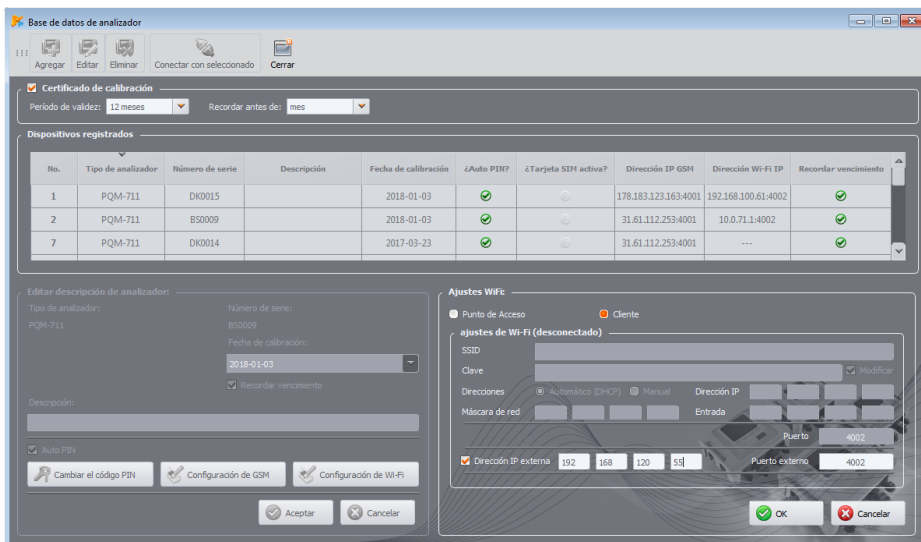 Base de datos de analizador
Agregar Editar Eliminar Conectar con seleccionado Cerrar
Certificado de calibración
Período de validez: 12 meses Recordar antes de: mes
Dispositivos registrados
No. Tipo de analizador Número de serie Descripción Fecha de calibración ¿Auto PIN? ¿Tarjeta SIM activa? Dirección IP GSM Dirección Wi-Fi IP Recordar vencimiento
1 PQM-711 DK0015 2018-01-03 178.183.123.163:4001 192.168.100.61:4002
2 PQM-711 BS0009 2018-01-03 31.61.112.253:4001 10.0.71.1:4002
7 PQM-711 DK0014 2017-03-23 31.61.112.253:4001 ---
Editar descripción de analizador:
Tipo de analizador: Número de serie:
PQM-711 BS0009
Fecha de calibración:
2018-01-03
Recordar vencimiento
Descripción:
Auto PIN
Cambiar el código PIN Configuración de GSM Configuración de Wi-Fi
Aceptar Cancelar
Ajustes WiFi:
Punto de Acceso Cliente
ajustes de Wi-Fi (desconectado)
SSID
Clave Modificar
Direcciones Automático (DHCP) Manual Dirección IP
Máscara de red Entrada
Puerto 4002
Dirección IP externa 192 168 120 55 Puerto externo 4002
OK Cancelar